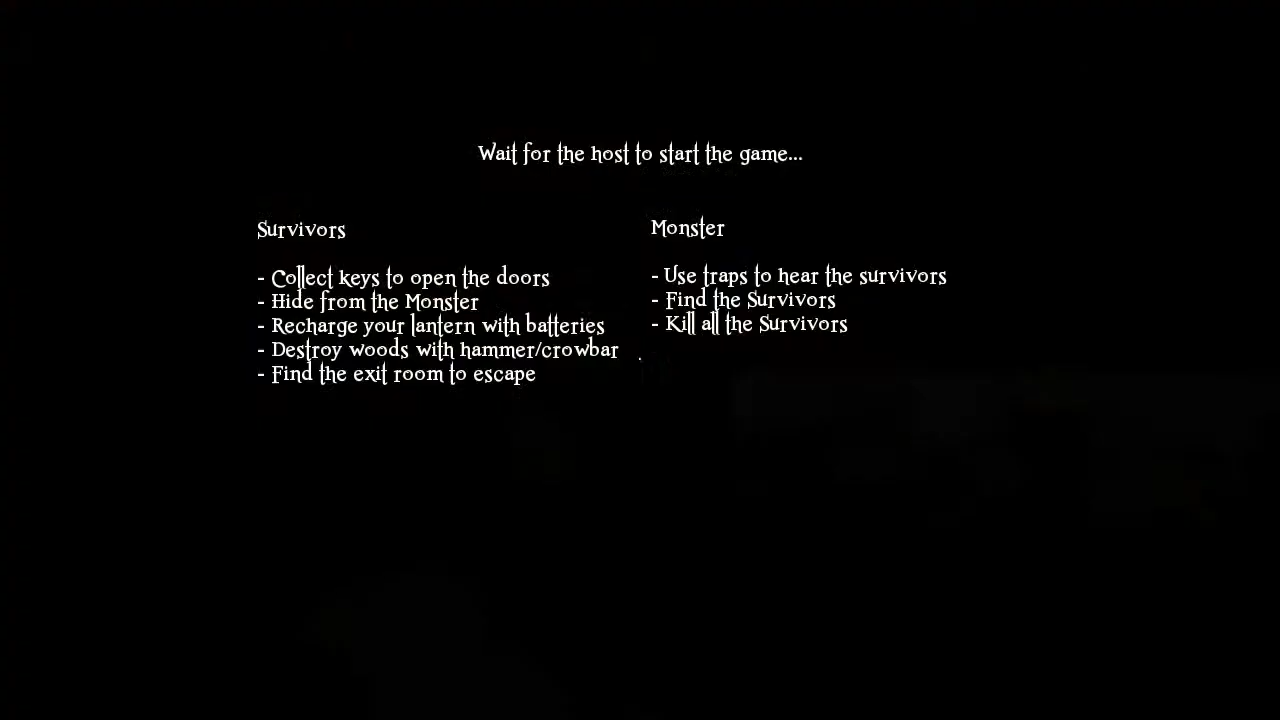 Wait for the host to start the game...
Survivors
- Collect keys to open the doors
- Hide from the Monster
- Recharge your lantern with batteries
- Destroy woods with hammer/crowbar
- Find the exit room to escape
Monster
- Use traps to hear the survivors
- Find the Survivors
- Kill all the Survivors